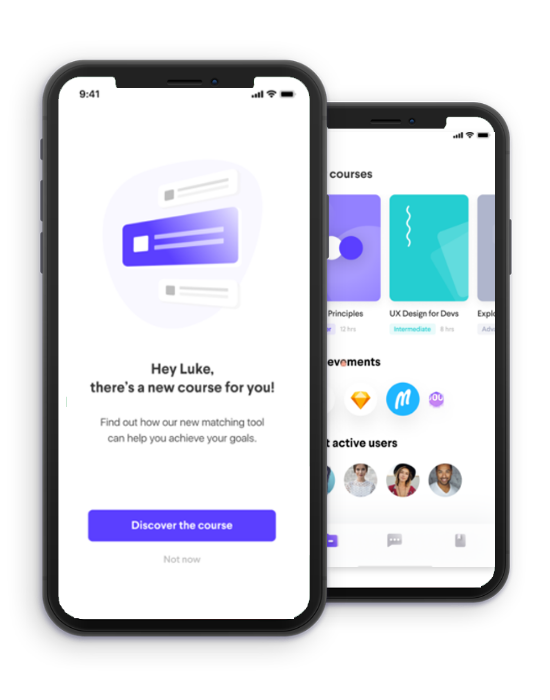 9:41
Hey Luke,
there's a new course for you!
Find out how our new matching tool
can help you achieve your goals.
Discover the course
Not now
courses
Principles
12 hrs
UX Design for Devs
Intermediate 8 hrs
Explo
Adva
evements
t active users